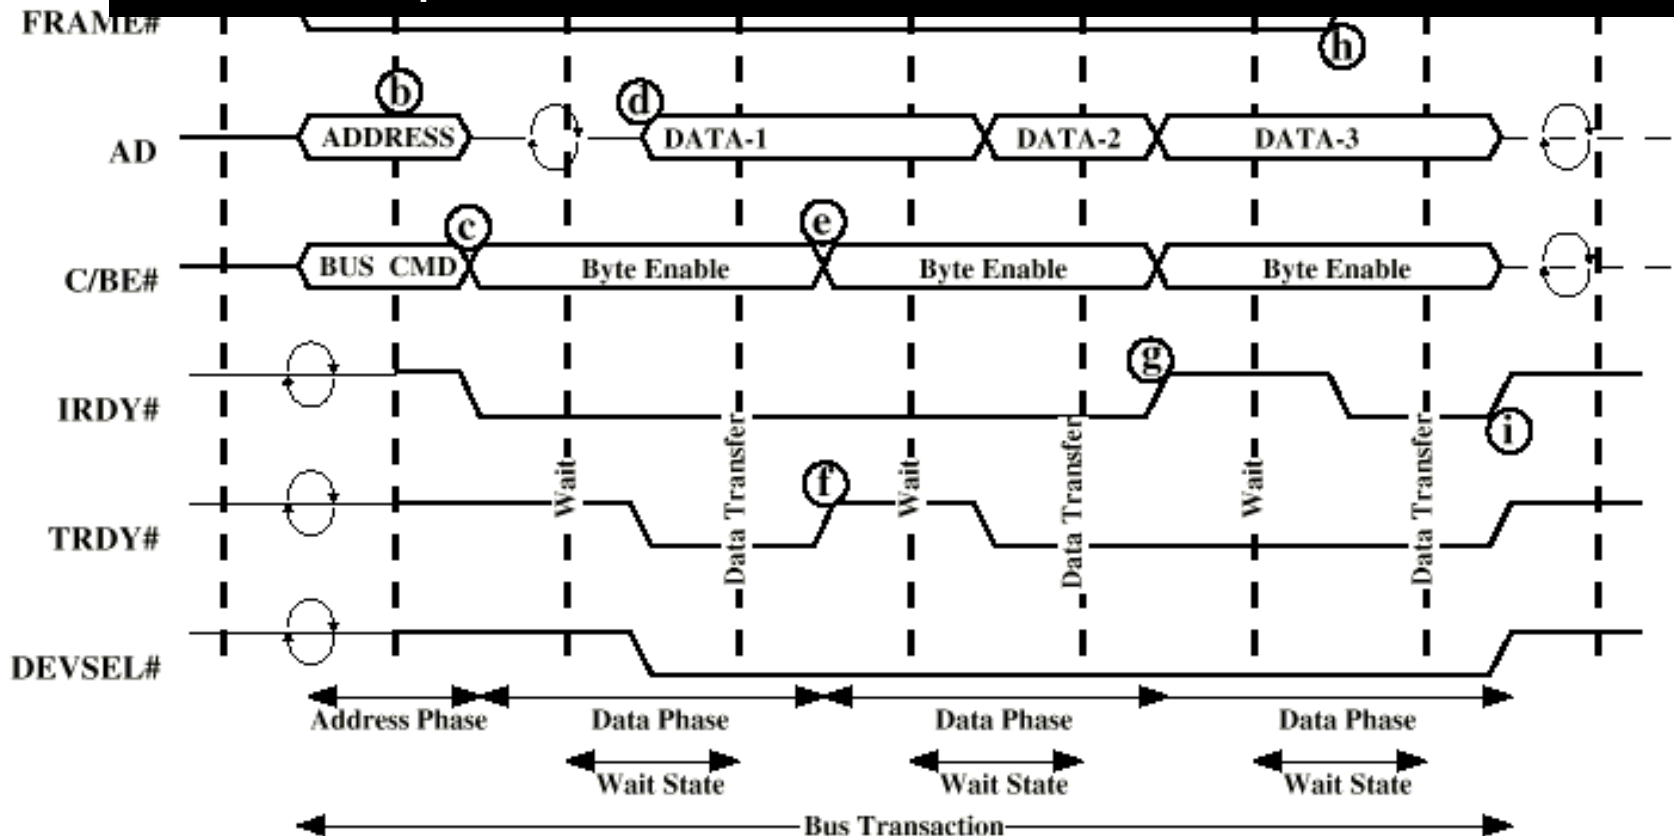 FRAME#
h
b
d
AD
ADDRESS
DATA-1
DATA-2
DATA-3
c
e
C/BE#
BUS CMD
Byte Enable
Byte Enable
Byte Enable
g
IRDY#
i
Wait
Data Transfer
Wait
Data Transfer
Wait
Data Transfer
f
TRDY#
DEVSEL#
Address Phase
Data Phase
Data Phase
Data Phase
Wait State
Wait State
Wait State
Bus Transaction